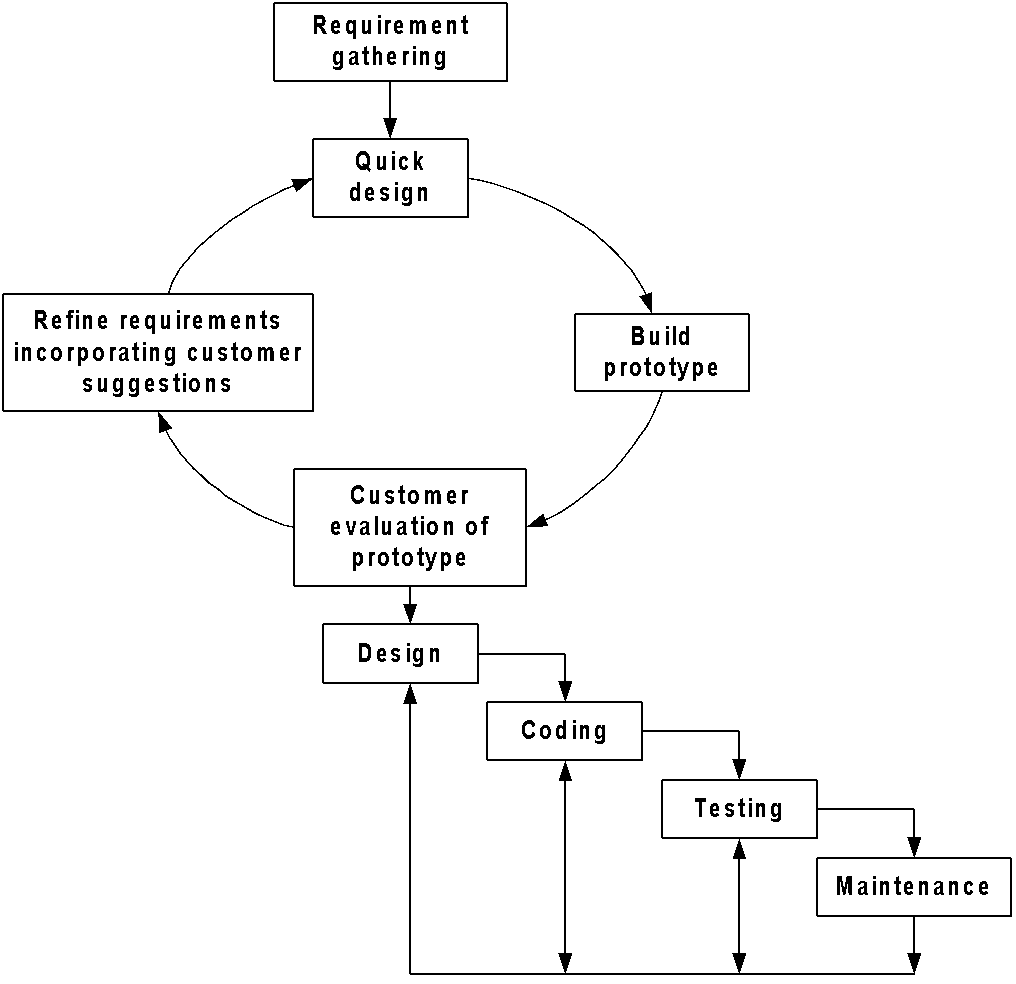 Requirement
gathering
Quick
design
Refine requirements
incorporating customer
suggestions
Build
prototype
Customer
evaluation of
prototype
Design
Coding
Testing
Maintenance